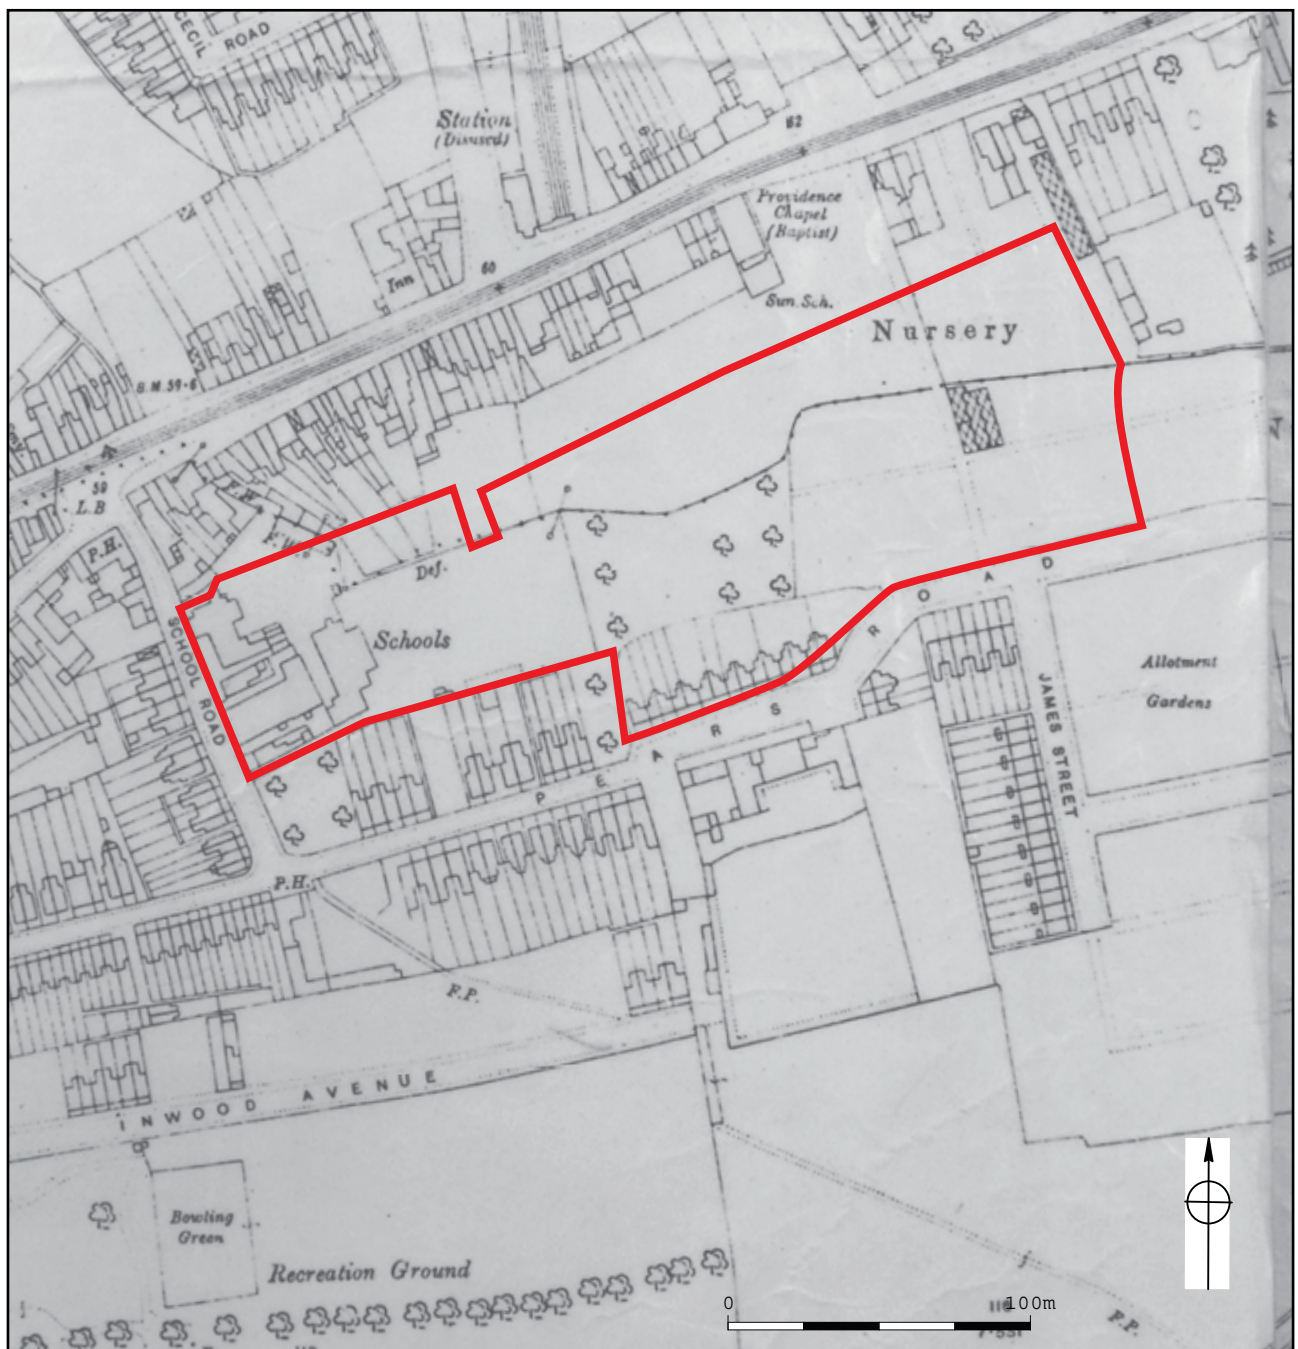 CECIL
ROAD
Station
(Disused)
62
Providence
Chapel
(Baptist)
Inn
60
Sun. Sch.
Nursery
B.M. 59·6
59
L.B
P.H.
Def.
Schools
SCHOOL ROAD
PEARS ROAD
Allotment
Gardens
JAMES STREET
P.H.
F.P.
INWOOD AVENUE
Bowling
Green
Recreation Ground
0 100m
F.P.